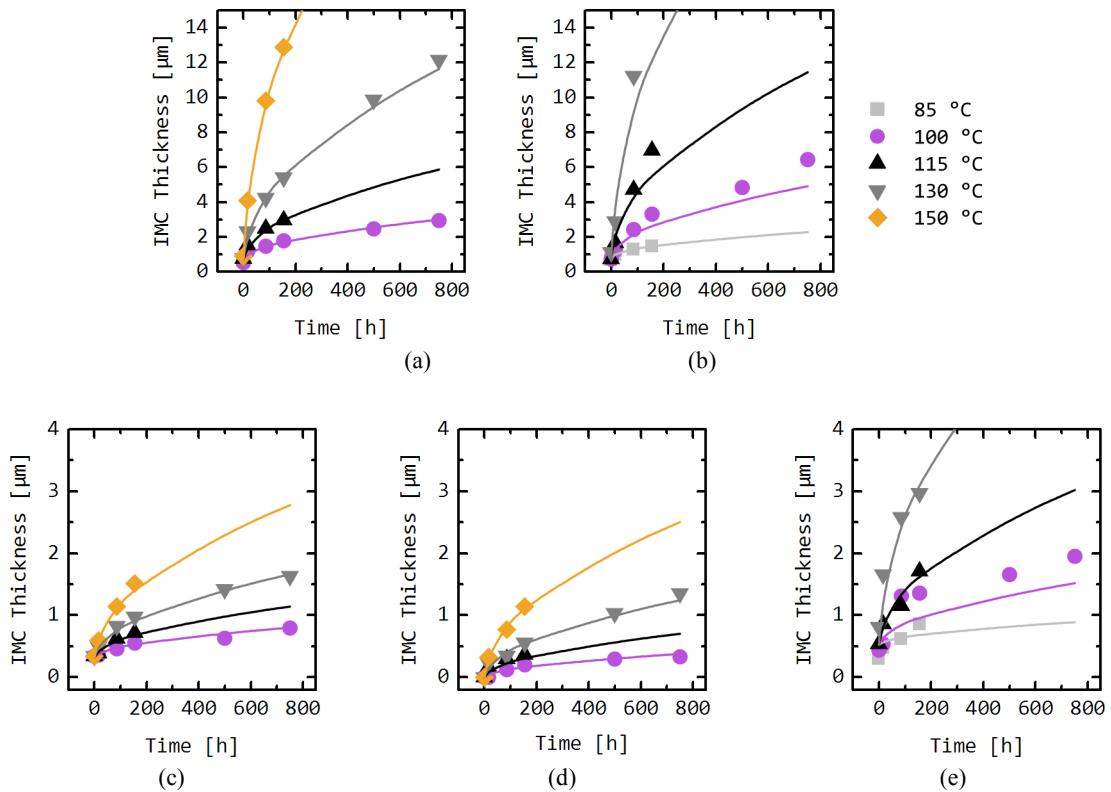 14
12
10
8
6
4
2
0
IMC Thickness [µm]
0 200 400 600 800
Time [h]
(a)
14
12
10
8
6
4
2
0
IMC Thickness [µm]
0 200 400 600 800
Time [h]
(b)
85 °C
100 °C
115 °C
130 °C
150 °C
4
3
2
1
0
IMC Thickness [µm]
0 200 400 600 800
Time [h]
(c)
4
3
2
1
0
IMC Thickness [µm]
0 200 400 600 800
Time [h]
(d)
4
3
2
1
0
IMC Thickness [µm]
0 200 400 600 800
Time [h]
(e)